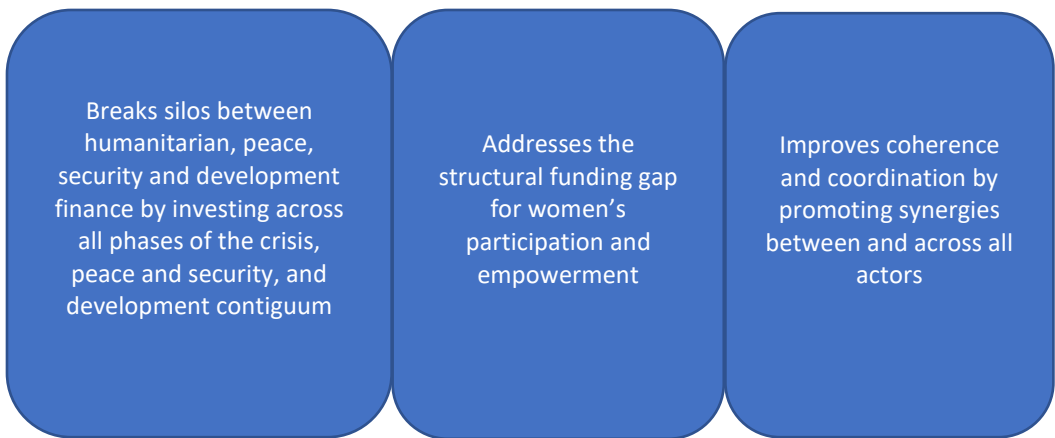 Breaks silos between
humanitarian, peace,
security and development
finance by investing across
all phases of the crisis,
peace and security, and
development contiguum
Addresses the
structural funding gap
for women’s
participation and
empowerment
Improves coherence
and coordination by
promoting synergies
between and across all
actors